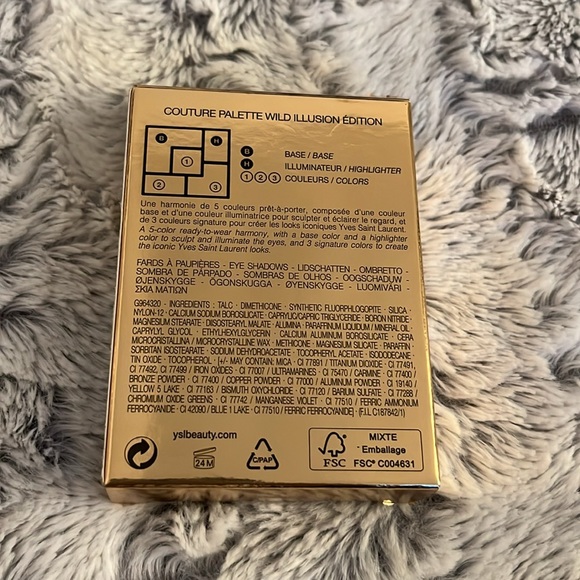 COUTURE PALETTE WILD ILLUSION ÉDITION
B H
1
2 3
B BASE / BASE
H ILLUMINATEUR / HIGHLIGHTER
1 2 3 COULEURS / COLORS
Une harmonie de 5 couleurs prêt-à-porter, composée d'une couleur
base et d'une couleur illuminatrice pour sculpter et éclairer le regard, et
de 3 couleurs signature pour créer les looks iconiques Yves Saint Laurent.
A 5-color ready-to-wear harmony, with a base color and a highlighter
color to sculpt and illuminate the eyes, and 3 signature colors to create
the iconic Yves Saint Laurent looks.
FARDS À PAUPIÈRES - EYE SHADOWS - LIDSCHATTEN - OMBRETTO -
SOMBRA DE PÁRPADO - SOMBRAS DE OLHOS - OOGSCHADUW -
ØJENSKYGGE - ÖGONSKUGGA - ØYENSKYGGE - LUOMIVÄRI -
ΣΚΙΑ ΜΑΤΙΩΝ
G964320 - INGREDIENTS : TALC - DIMETHICONE - SYNTHETIC FLUORPHLOGOPITE - SILICA -
NYLON-12 - CALCIUM SODIUM BOROSILICATE - CAPRYLIC/CAPRIC TRIGLYCERIDE - BORON NITRIDE -
MAGNESIUM STEARATE - DIISOSTEARYL MALATE - ALUMINA - PARAFFINUM LIQUIDUM / MINERAL OIL -
CAPRYLYL GLYCOL - ETHYLHEXYLGLYCERIN - CALCIUM ALUMINUM BOROSILICATE - CERA
MICROCRISTALLINA / MICROCRYSTALLINE WAX - METHICONE - MAGNESIUM SILICATE - PARAFFIN -
SORBITAN ISOSTEARATE - SODIUM DEHYDROACETATE - TOCOPHERYL ACETATE - ISODODECANE -
TIN OXIDE - TOCOPHEROL [ +/- MAY CONTAIN: MICA - CI 77891 / TITANIUM DIOXIDE - CI 77491,
CI 77492, CI 77499 / IRON OXIDES - CI 77007 / ULTRAMARINES - CI 75470 / CARMINE - CI 77400 /
BRONZE POWDER - CI 77400 / COPPER POWDER - CI 77000 / ALUMINUM POWDER - CI 19140 /
YELLOW 5 LAKE - CI 77163 / BISMUTH OXYCHLORIDE - CI 77120 / BARIUM SULFATE - CI 77288 /
CHROMIUM OXIDE GREENS - CI 77742 / MANGANESE VIOLET - CI 77510 / FERRIC AMMONIUM
FERROCYANIDE - CI 42090 / BLUE 1 LAKE - CI 77510 / FERRIC FERROCYANIDE]. (F.I.L C187842/1)
yslbeauty.com
24 M
C/PAP
FSC
MIXTE
Emballage
FSC® C004631